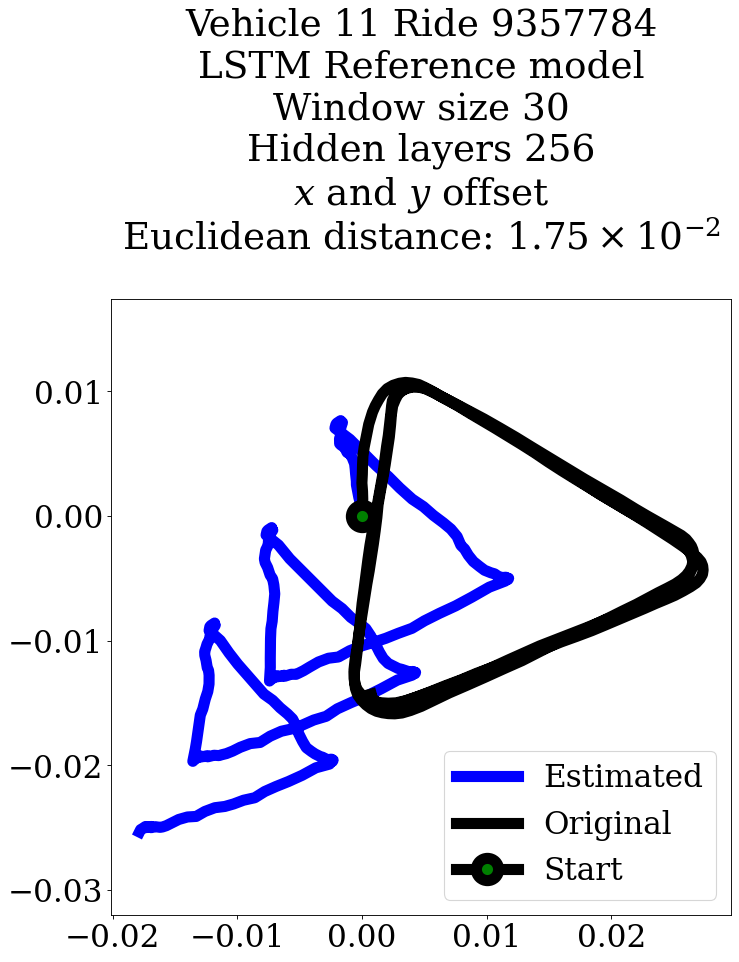 Vehicle 11 Ride 9357784
LSTM Reference model
Window size 30
Hidden layers 256
x and y offset
Euclidean distance: 1.75 × 10⁻²
0.01
0.00
−0.01
−0.02
−0.03
Estimated
Original
Start
−0.02 −0.01 0.00 0.01 0.02